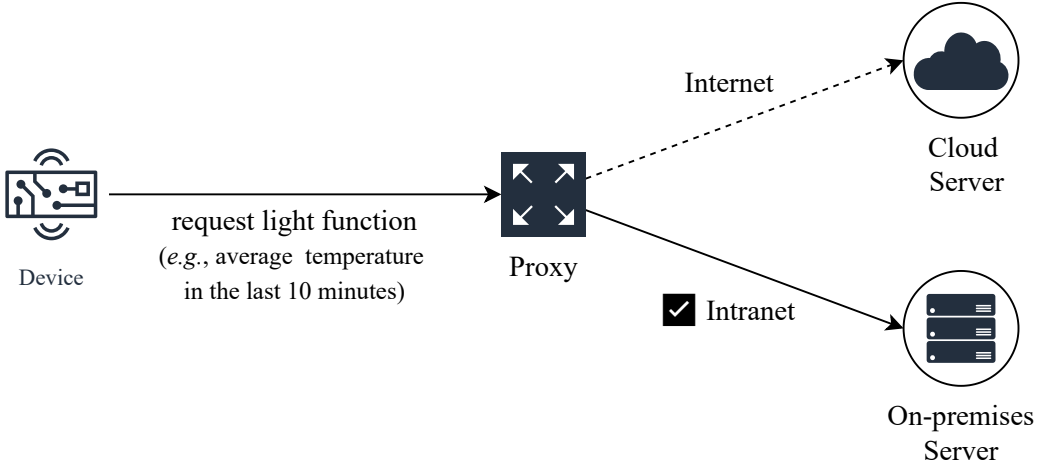 Internet
Cloud
Server
Device
request light function
(e.g., average temperature
in the last 10 minutes)
Proxy
Intranet
On-premises
Server